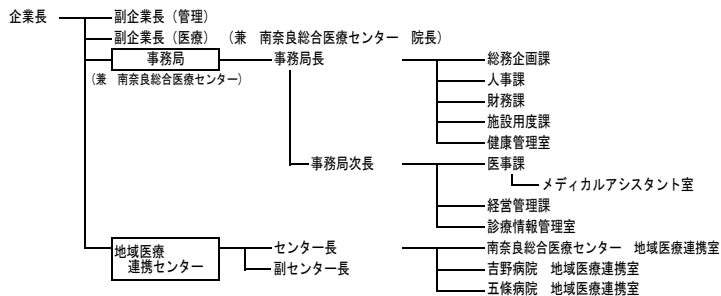 企業長 副企業長（管理）
副企業長（医療）（兼　南奈良総合医療センター　院長）
事務局 事務局長 総務企画課
（兼　南奈良総合医療センター） 人事課
財務課
施設用度課
健康管理室
事務局次長 医事課
メディカルアシスタント室
経営管理課
診療情報管理室
地域医療 センター長 南奈良総合医療センター　地域医療連携室
連携センター 副センター長 吉野病院　地域医療連携室
五條病院　地域医療連携室